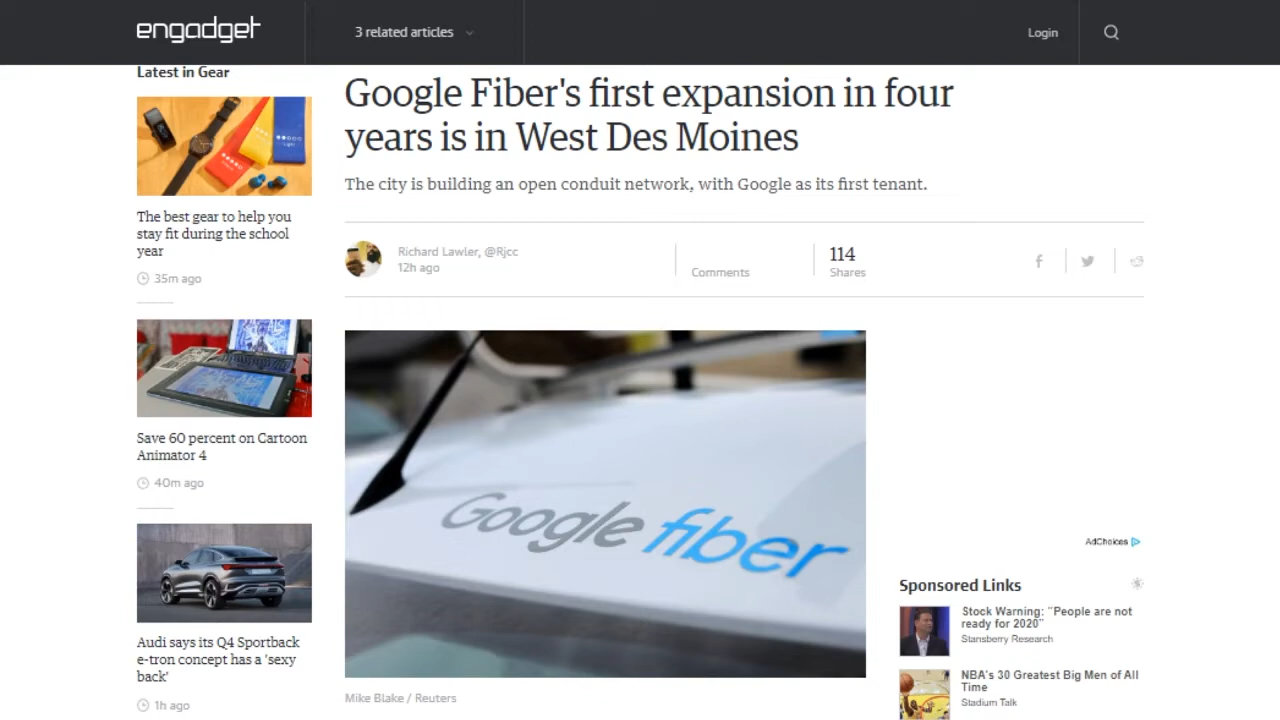 engadget
3 related articles
Login
Latest in Gear
The best gear to help you
stay fit during the school
year
35m ago
Save 60 percent on Cartoon
Animator 4
40m ago
Audi says its Q4 Sportback
e-tron concept has a 'sexy
back'
1h ago
Google Fiber's first expansion in four
years is in West Des Moines
The city is building an open conduit network, with Google as its first tenant.
Richard Lawler, @Rjcc
12h ago
Comments
114
Shares
Google fiber
Mike Blake / Reuters
AdChoices
Sponsored Links
Stock Warning: "People are not
ready for 2020"
Stansberry Research
NBA's 30 Greatest Big Men of All
Time
Stadium Talk